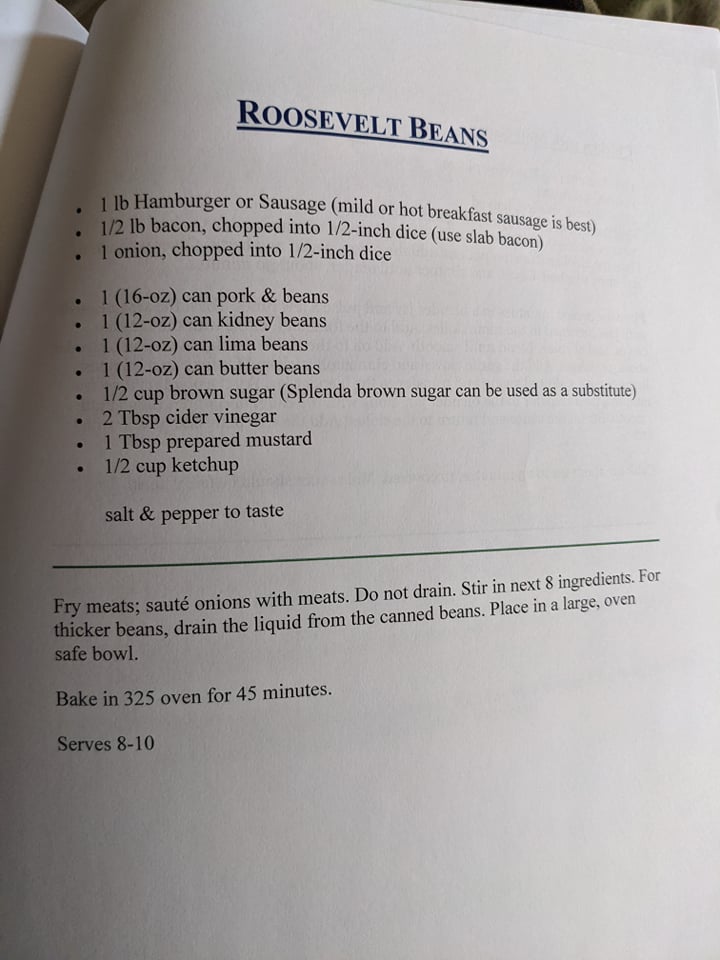 ROOSEVELT BEANS
• 1 lb Hamburger or Sausage (mild or hot breakfast sausage is best)
• 1/2 lb bacon, chopped into 1/2-inch dice (use slab bacon)
• 1 onion, chopped into 1/2-inch dice
• 1 (16-oz) can pork & beans
• 1 (12-oz) can kidney beans
• 1 (12-oz) can lima beans
• 1 (12-oz) can butter beans
• 1/2 cup brown sugar (Splenda brown sugar can be used as a substitute)
• 2 Tbsp cider vinegar
• 1 Tbsp prepared mustard
• 1/2 cup ketchup
salt & pepper to taste
Fry meats; sauté onions with meats. Do not drain. Stir in next 8 ingredients. For
thicker beans, drain the liquid from the canned beans. Place in a large, oven
safe bowl.
Bake in 325 oven for 45 minutes.
Serves 8-10